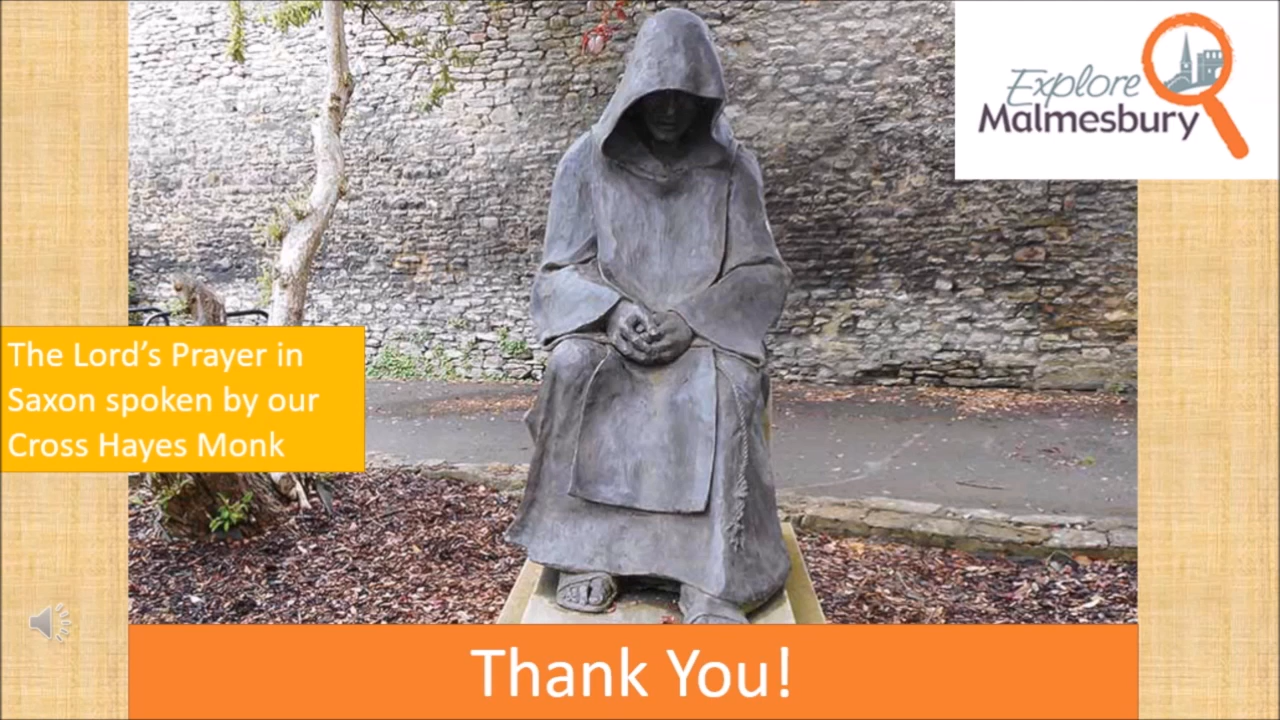 Explore
Malmesbury
The Lord's Prayer in
Saxon spoken by our
Cross Hayes Monk
Thank You!